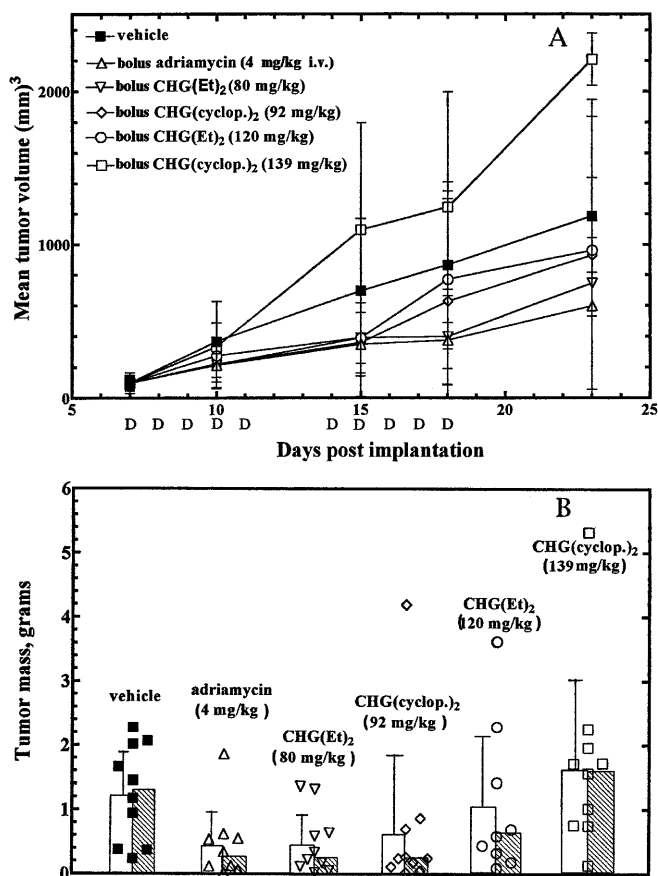 A
vehicle
bolus adriamycin (4 mg/kg i.v.)
bolus CHG(Et)2 (80 mg/kg)
bolus CHG(cyclop.)2 (92 mg/kg)
bolus CHG(Et)2 (120 mg/kg)
bolus CHG(cyclop.)2 (139 mg/kg)
Mean tumor volume (mm)3
2000
1000
0
5 10 15 20 25
D D D D D D D D D D
Days post implantation
B
Tumor mass, grams
6
5
4
3
2
1
0
vehicle
adriamycin
(4 mg/kg )
CHG(Et)2
(80 mg/kg)
CHG(cyclop.)2
(92 mg/kg )
CHG(Et)2
(120 mg/kg )
CHG(cyclop.)2
(139 mg/kg)